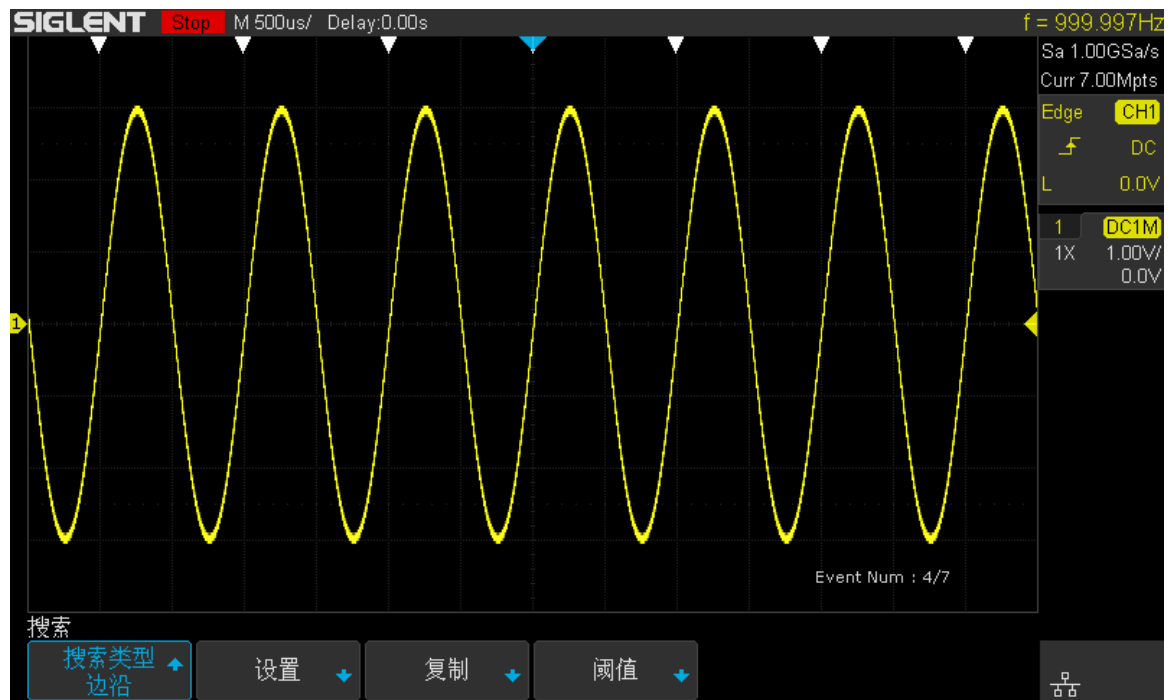 SIGLENT Stop M 500us/ Delay:0.00s f = 999.997Hz
Sa 1.00GSa/s
Curr 7.00Mpts
Edge CH1
DC
L 0.0V
1 DC1M
1X 1.00V/
0.0V
1
Event Num : 4/7
搜索
搜索类型 设置 复制 阈值
边沿